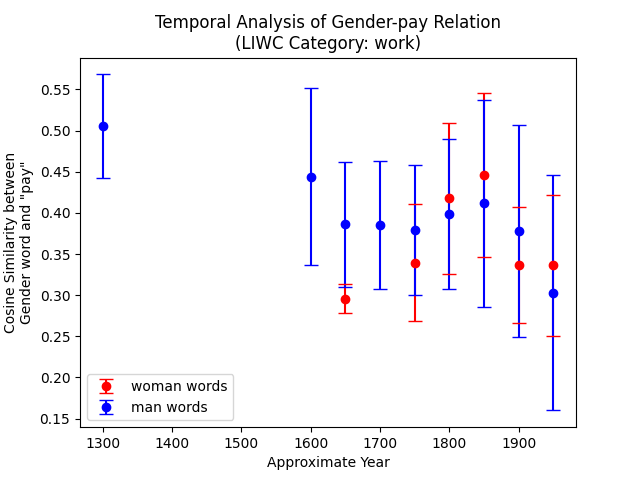 Temporal Analysis of Gender-pay Relation
(LIWC Category: work)
Cosine Similarity between
Gender word and "pay"
0.55
0.50
0.45
0.40
0.35
0.30
0.25
0.20
0.15
woman words
man words
1300 1400 1500 1600 1700 1800 1900
Approximate Year